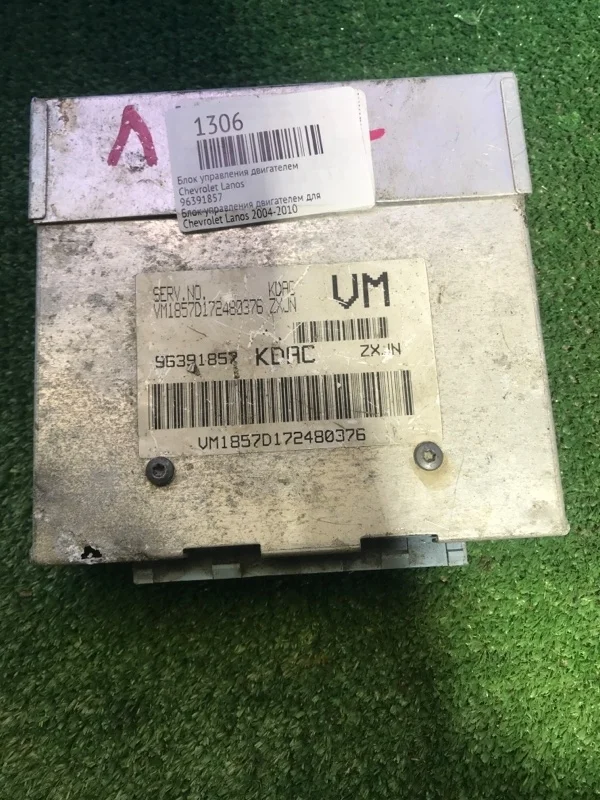 Л
1306
Блок управления двигателем
Chevrolet Lanos
96391857
Блок управления двигателем для
Chevrolet Lanos 2004-2010
SERV.NO. KDAC VM
VM1857D172480376 ZXJN
96391857 KDAC ZXJN
VM1857D172480376